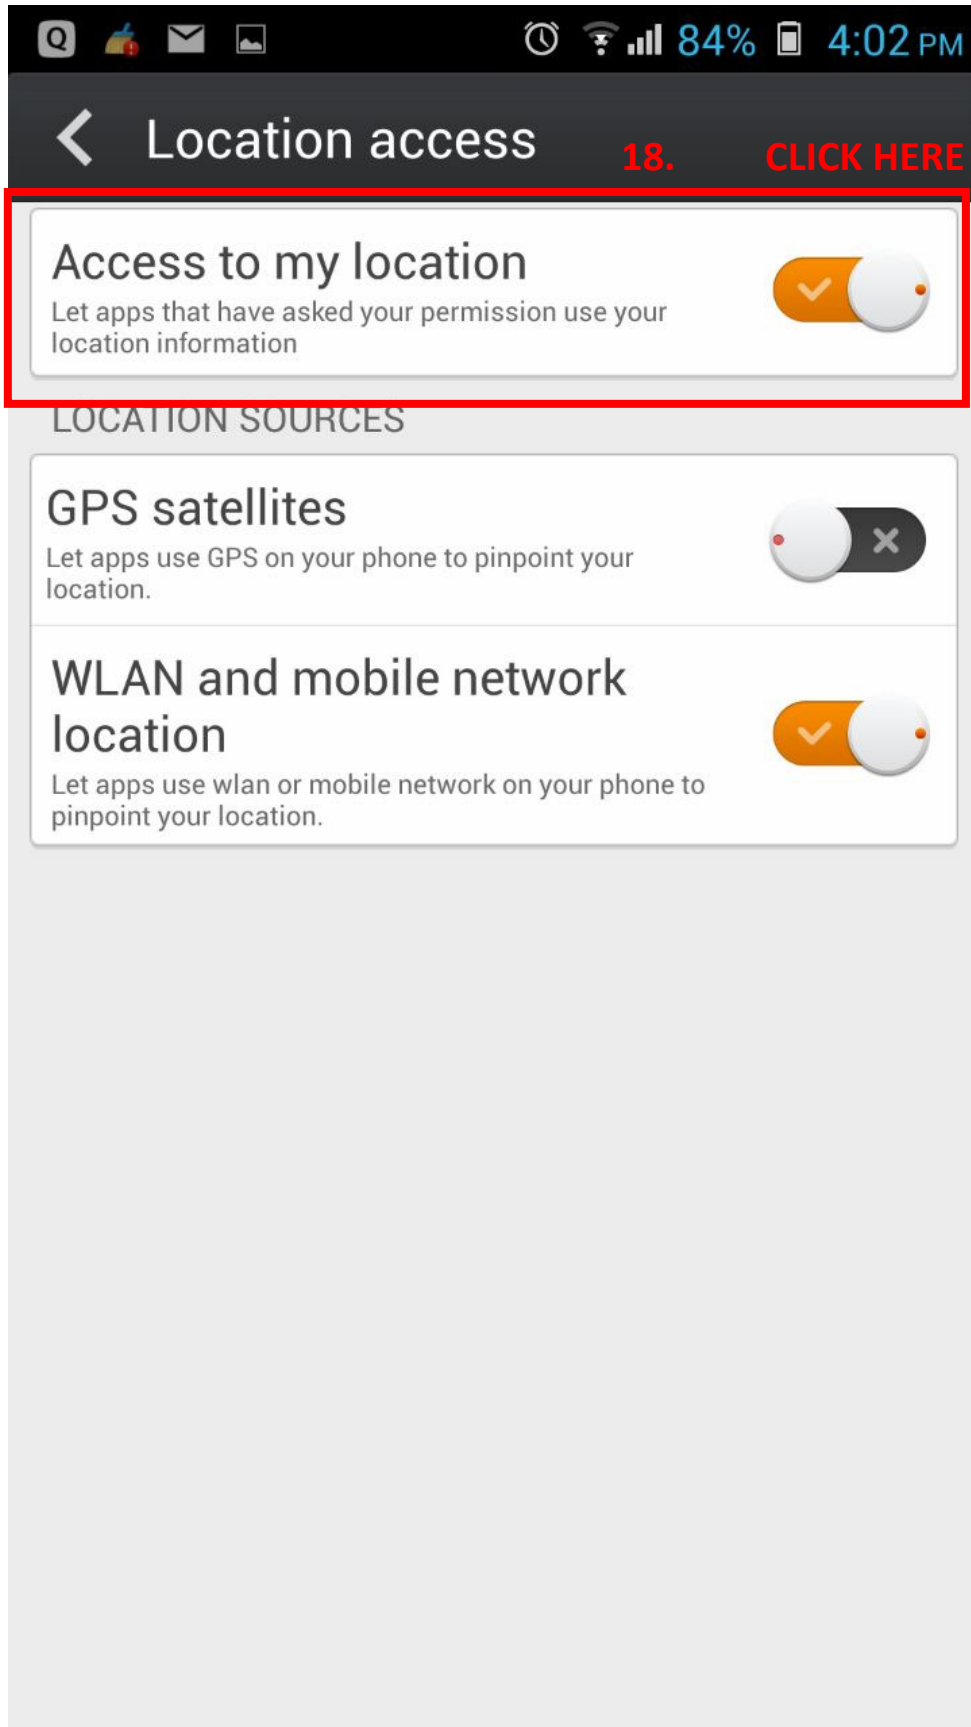 Q 84% 4:02 PM
Location access
18. CLICK HERE
Access to my location
Let apps that have asked your permission use your
location information
LOCATION SOURCES
GPS satellites
Let apps use GPS on your phone to pinpoint your
location.
WLAN and mobile network
location
Let apps use wlan or mobile network on your phone to
pinpoint your location.